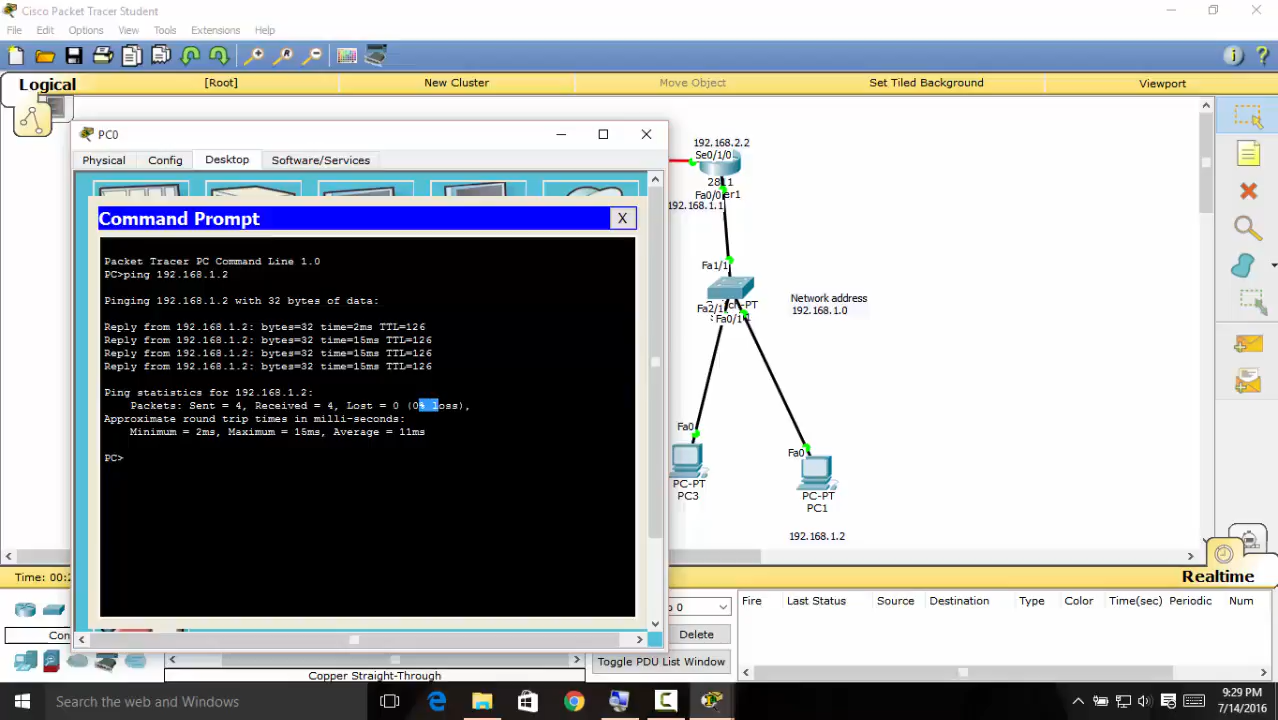 Cisco Packet Tracer Student
File Edit Options View Tools Extensions Help
Logical [Root] New Cluster Move Object Set Tiled Background Viewport
PC0
Physical Config Desktop Software/Services
Command Prompt X
Packet Tracer PC Command Line 1.0
PC>ping 192.168.1.2
Pinging 192.168.1.2 with 32 bytes of data:
Reply from 192.168.1.2: bytes=32 time=2ms TTL=126
Reply from 192.168.1.2: bytes=32 time=15ms TTL=126
Reply from 192.168.1.2: bytes=32 time=15ms TTL=126
Reply from 192.168.1.2: bytes=32 time=15ms TTL=126
Ping statistics for 192.168.1.2:
Packets: Sent = 4, Received = 4, Lost = 0 (0% loss),
Approximate round trip times in milli-seconds:
Minimum = 2ms, Maximum = 15ms, Average = 11ms
PC>
192.168.2.2
Se0/1/0
2811
Fa0/0
192.168.1.1
Fa1/1
Fa2/1
Fa0/1
Network address
192.168.1.0
Fa0
PC-PT
PC3
Fa0
PC-PT
PC1
192.168.1.2
Realtime
Fire Last Status Source Destination Type Color Time(sec) Periodic Num
Delete
Toggle PDU List Window
Copper Straight-Through
Search the web and Windows
9:29 PM
7/14/2016